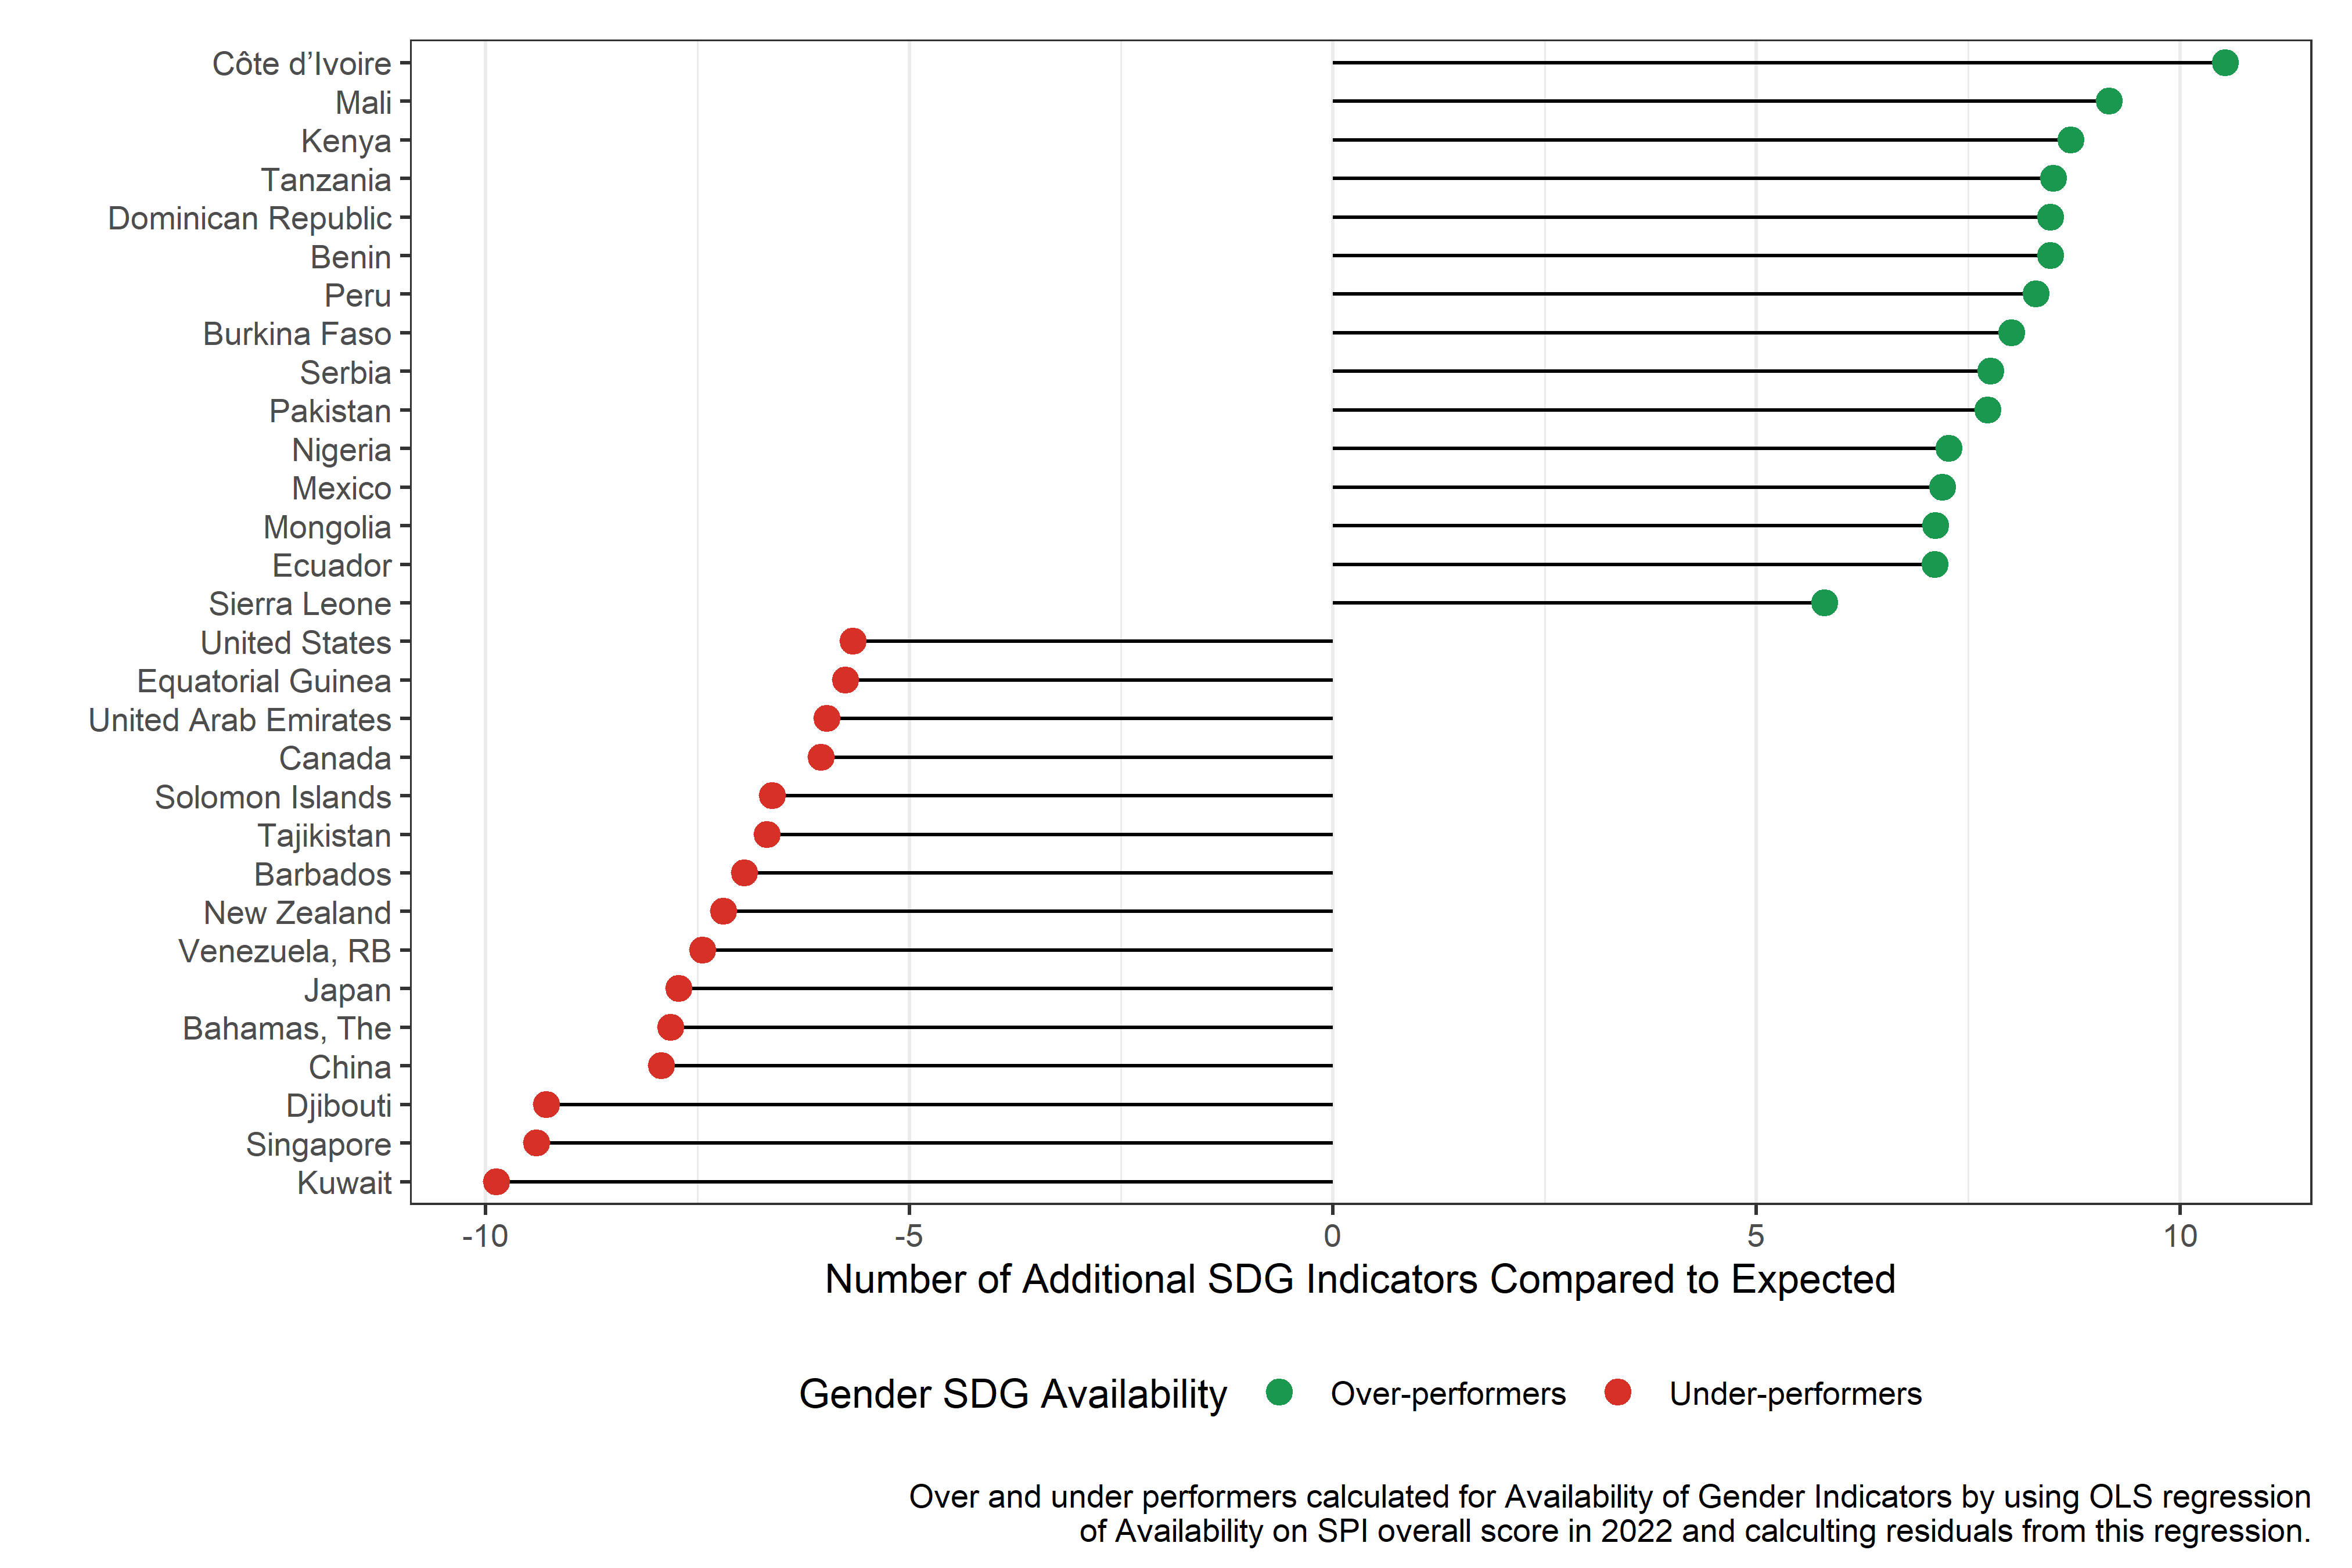 Côte d’Ivoire
Mali
Kenya
Tanzania
Dominican Republic
Benin
Peru
Burkina Faso
Serbia
Pakistan
Nigeria
Mexico
Mongolia
Ecuador
Sierra Leone
United States
Equatorial Guinea
United Arab Emirates
Canada
Solomon Islands
Tajikistan
Barbados
New Zealand
Venezuela, RB
Japan
Bahamas, The
China
Djibouti
Singapore
Kuwait
-10 -5 0 5 10
Number of Additional SDG Indicators Compared to Expected
Gender SDG Availability Over-performers Under-performers
Over and under performers calculated for Availability of Gender Indicators by using OLS regression
of Availability on SPI overall score in 2022 and calculting residuals from this regression.